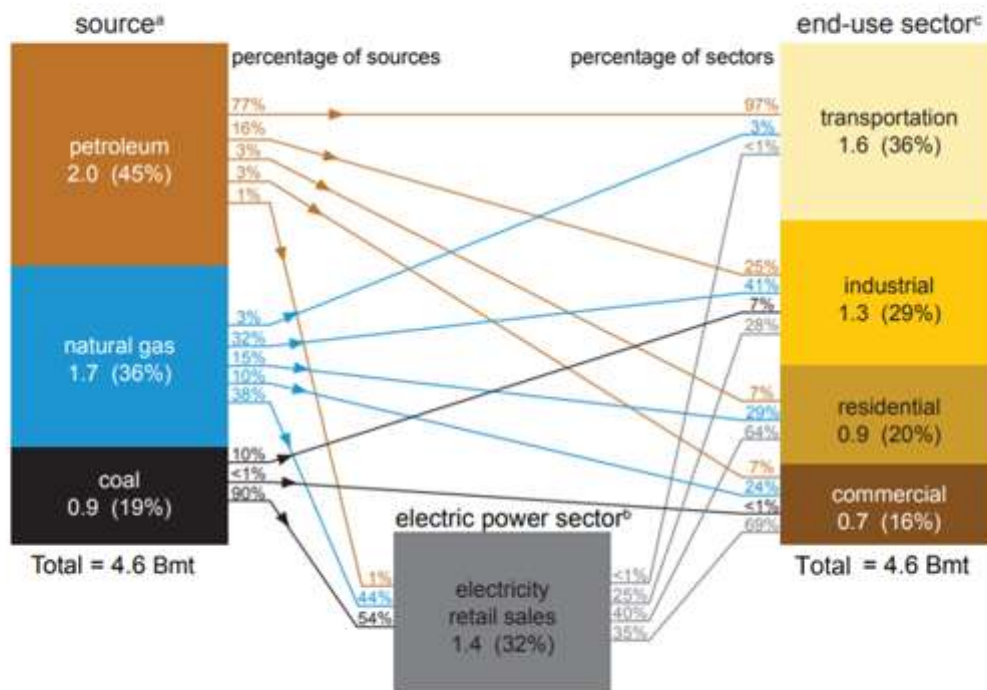 sourceᵃ
end-use sectorᶜ
percentage of sources
percentage of sectors
petroleum
2.0 (45%)
77%
16%
3%
3%
1%
natural gas
1.7 (36%)
3%
32%
15%
10%
38%
coal
0.9 (19%)
10%
<1%
90%
Total = 4.6 Bmt
electric power sectorᵇ
1%
44%
54%
electricity
retail sales
1.4 (32%)
<1%
25%
40%
35%
97%
3%
<1%
transportation
1.6 (36%)
25%
41%
7%
28%
industrial
1.3 (29%)
7%
29%
64%
residential
0.9 (20%)
7%
24%
<1%
69%
commercial
0.7 (16%)
Total = 4.6 Bmt